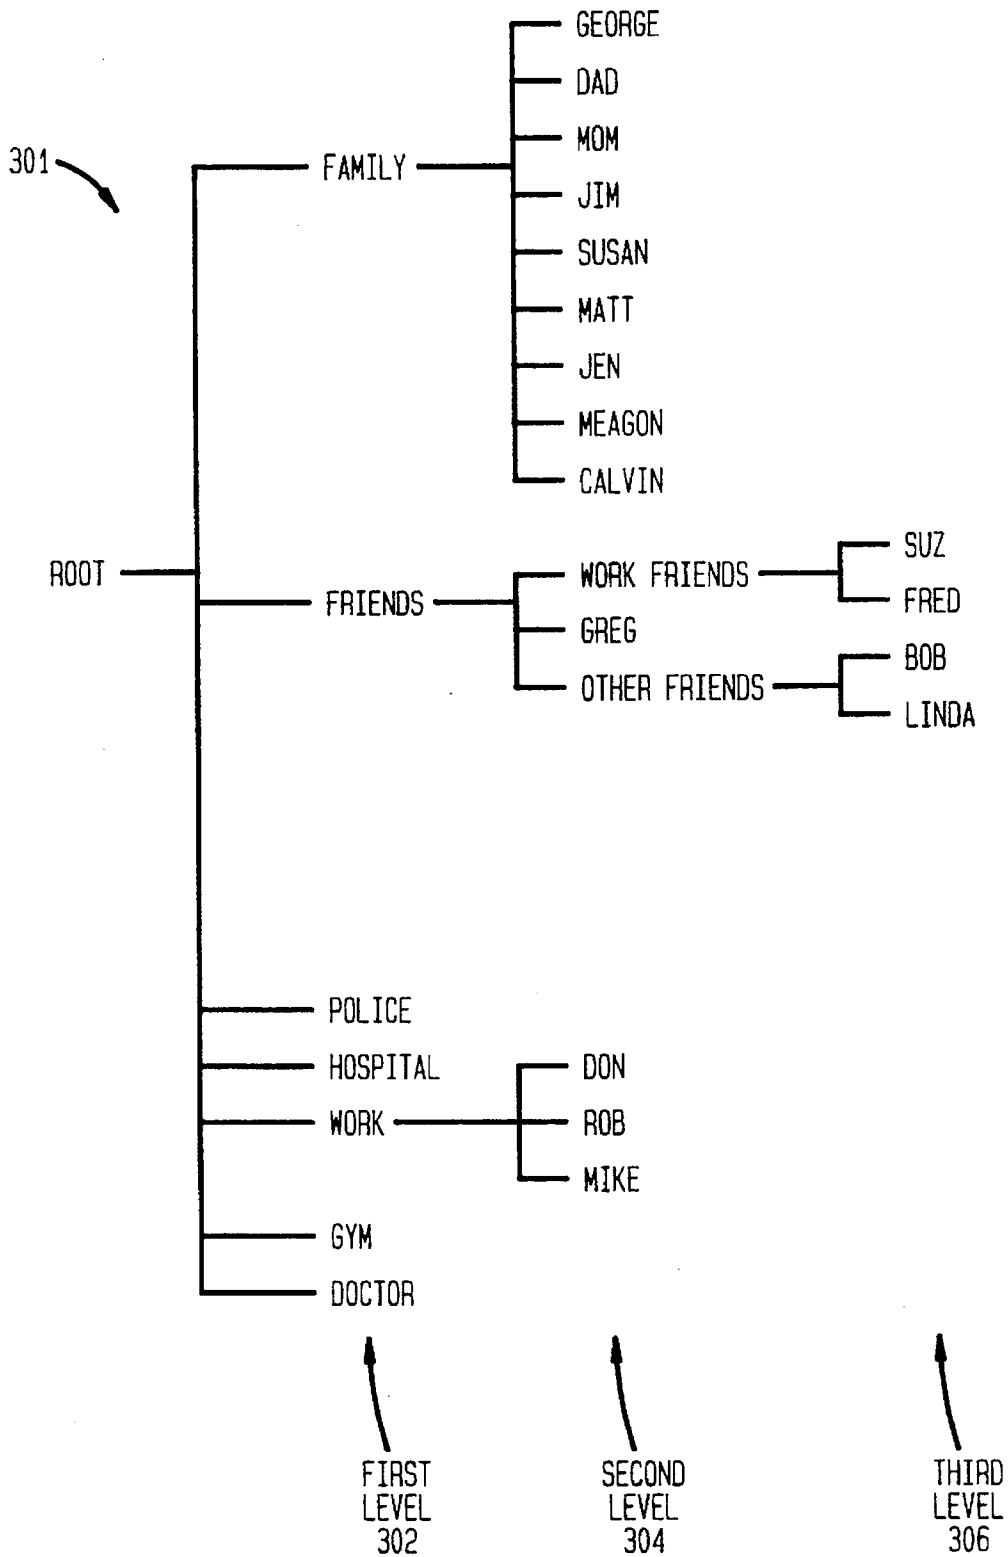 GEORGE
DAD
MOM
301
FAMILY
JIM
SUSAN
MATT
JEN
MEAGON
CALVIN
ROOT
FRIENDS
WORK FRIENDS
SUZ
FRED
GREG
OTHER FRIENDS
BOB
LINDA
POLICE
HOSPITAL
DON
WORK
ROB
MIKE
GYM
DOCTOR
FIRST
LEVEL
302
SECOND
LEVEL
304
THIRD
LEVEL
306